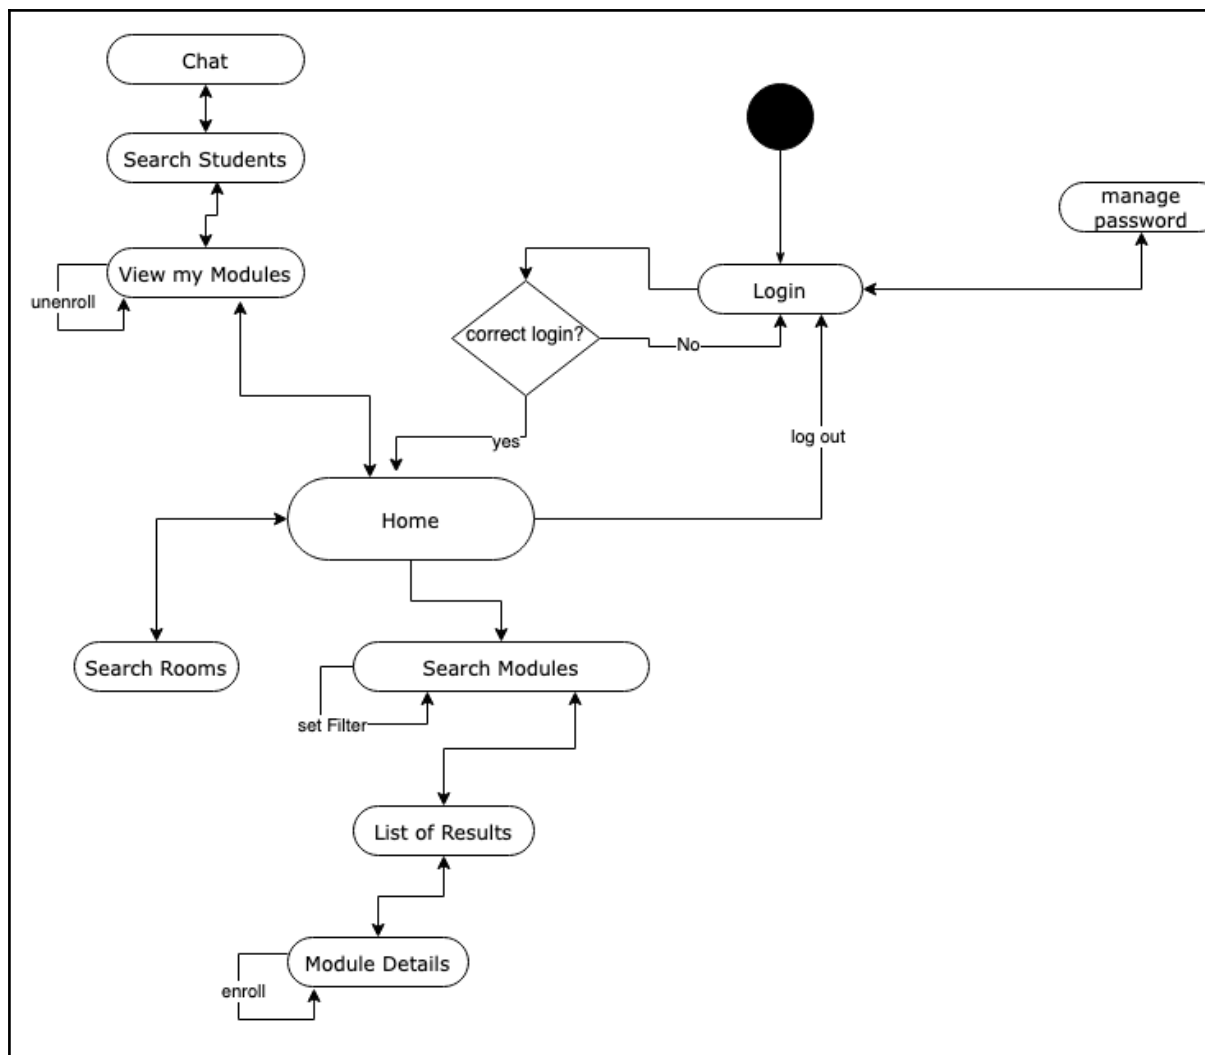 Chat
Search Students
manage
password
View my Modules
unenroll
Login
correct login?
No
log out
yes
Home
Search Rooms
Search Modules
set Filter
List of Results
Module Details
enroll